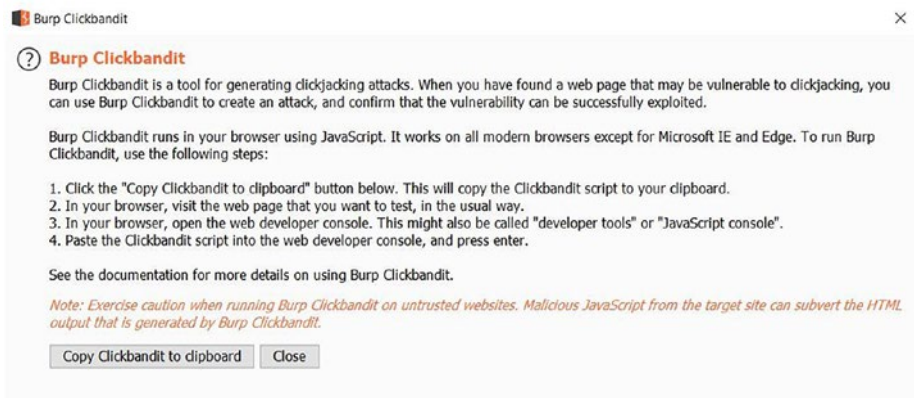 Burp Clickbandit
Burp Clickbandit
Burp Clickbandit is a tool for generating clickjacking attacks. When you have found a web page that may be vulnerable to clickjacking, you
can use Burp Clickbandit to create an attack, and confirm that the vulnerability can be successfully exploited.
Burp Clickbandit runs in your browser using JavaScript. It works on all modern browsers except for Microsoft IE and Edge. To run Burp
Clickbandit, use the following steps:
1. Click the "Copy Clickbandit to clipboard" button below. This will copy the Clickbandit script to your clipboard.
2. In your browser, visit the web page that you want to test, in the usual way.
3. In your browser, open the web developer console. This might also be called "developer tools" or "JavaScript console".
4. Paste the Clickbandit script into the web developer console, and press enter.
See the documentation for more details on using Burp Clickbandit.
Note: Exercise caution when running Burp Clickbandit on untrusted websites. Malicious JavaScript from the target site can subvert the HTML
output that is generated by Burp Clickbandit.
Copy Clickbandit to clipboard Close